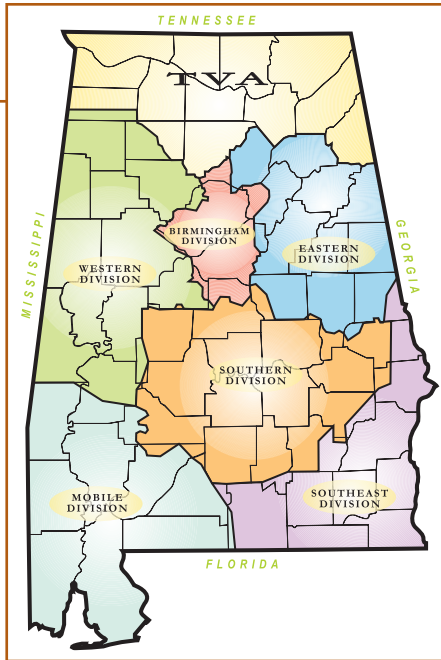 TENNESSEE
TVA
MISSISSIPPI
GEORGIA
BIRMINGHAM
DIVISION
EASTERN
DIVISION
WESTERN
DIVISION
SOUTHERN
DIVISION
MOBILE
DIVISION
SOUTHEAST
DIVISION
FLORIDA